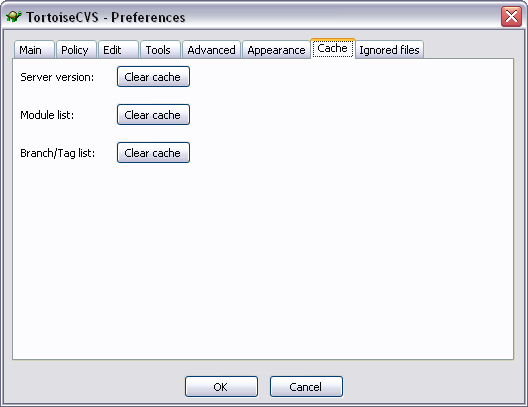 TortoiseCVS - Preferences
Main Policy Edit Tools Advanced Appearance Cache Ignored files
Server version: Clear cache
Module list: Clear cache
Branch/Tag list: Clear cache
OK Cancel